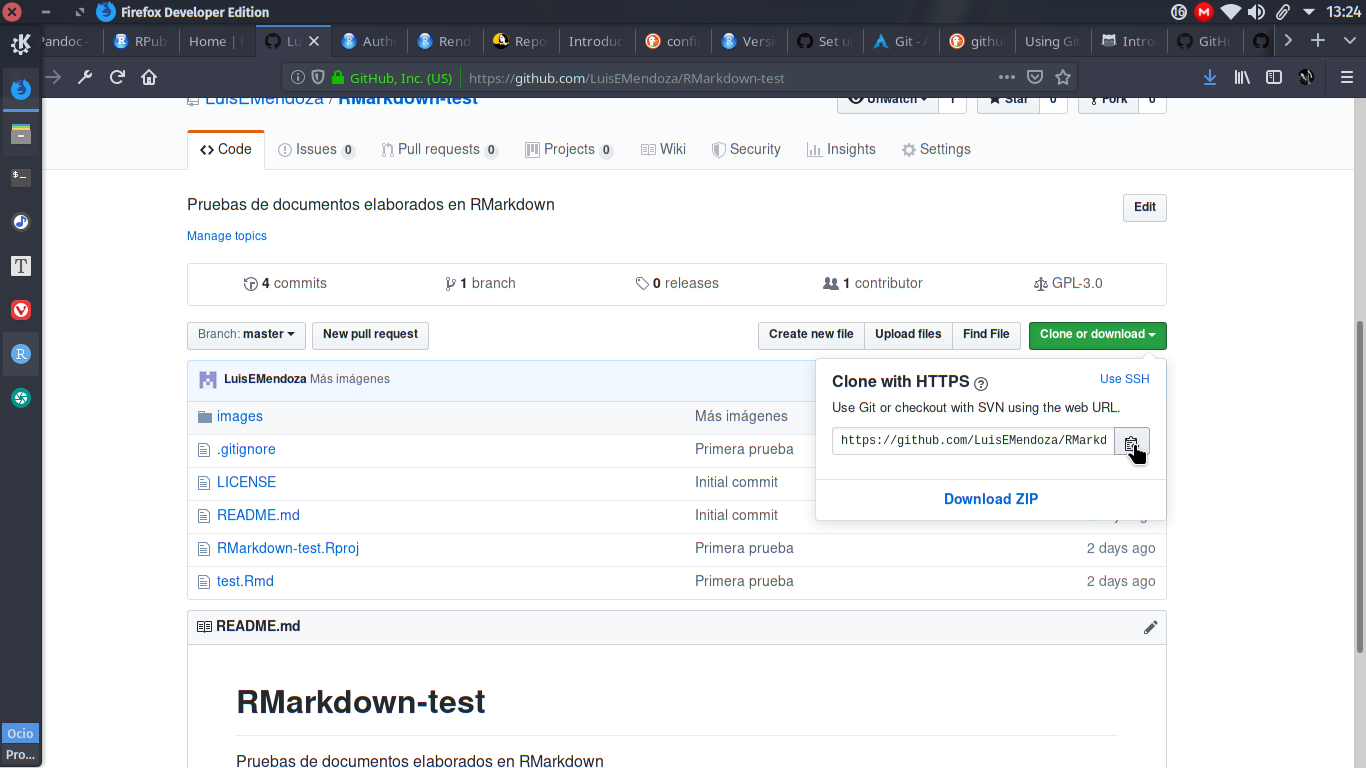 Firefox Developer Edition
13:24
Pandoc -
RPub
Home |
Lu
Auth
Rend
Repo
Introduc
config
Versi
Set u
Git -
githu
Using Gi
Intro
GitH
GitHub, Inc. (US)
https://github.com/LuisEMendoza/RMarkdown-test
LuisEMendoza / RMarkdown-test
Unwatch 1
Star 0
Fork 0
Code
Issues 0
Pull requests 0
Projects 0
Wiki
Security
Insights
Settings
Pruebas de documentos elaborados en RMarkdown
Edit
Manage topics
4 commits
1 branch
0 releases
1 contributor
GPL-3.0
Branch: master
New pull request
Create new file
Upload files
Find File
Clone or download
LuisEMendoza Más imágenes
Clone with HTTPS
Use SSH
Use Git or checkout with SVN using the web URL.
https://github.com/LuisEMendoza/RMarkd
Download ZIP
images Más imágenes
.gitignore Primera prueba
LICENSE Initial commit
README.md Initial commit
RMarkdown-test.Rproj Primera prueba 2 days ago
test.Rmd Primera prueba 2 days ago
README.md
RMarkdown-test
Pruebas de documentos elaborados en RMarkdown
Ocio
Pro...